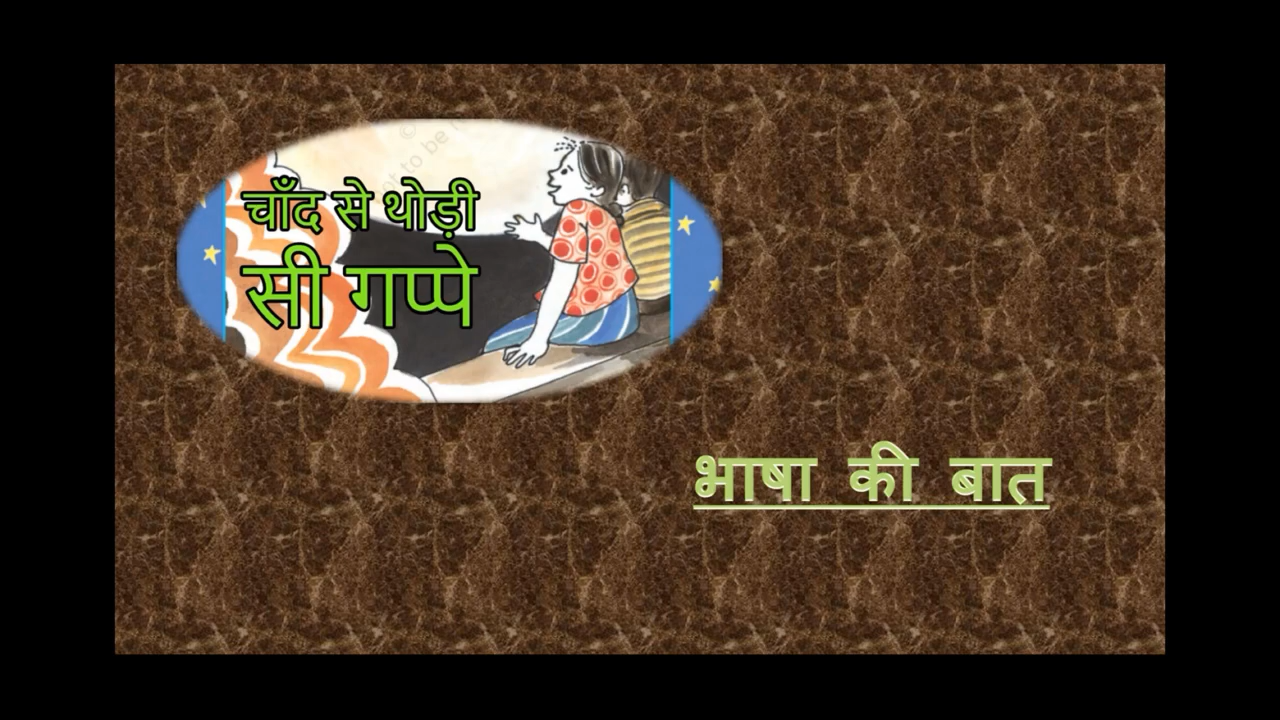 चाँद से थोड़ी
सी गप्पे
भाषा की बात